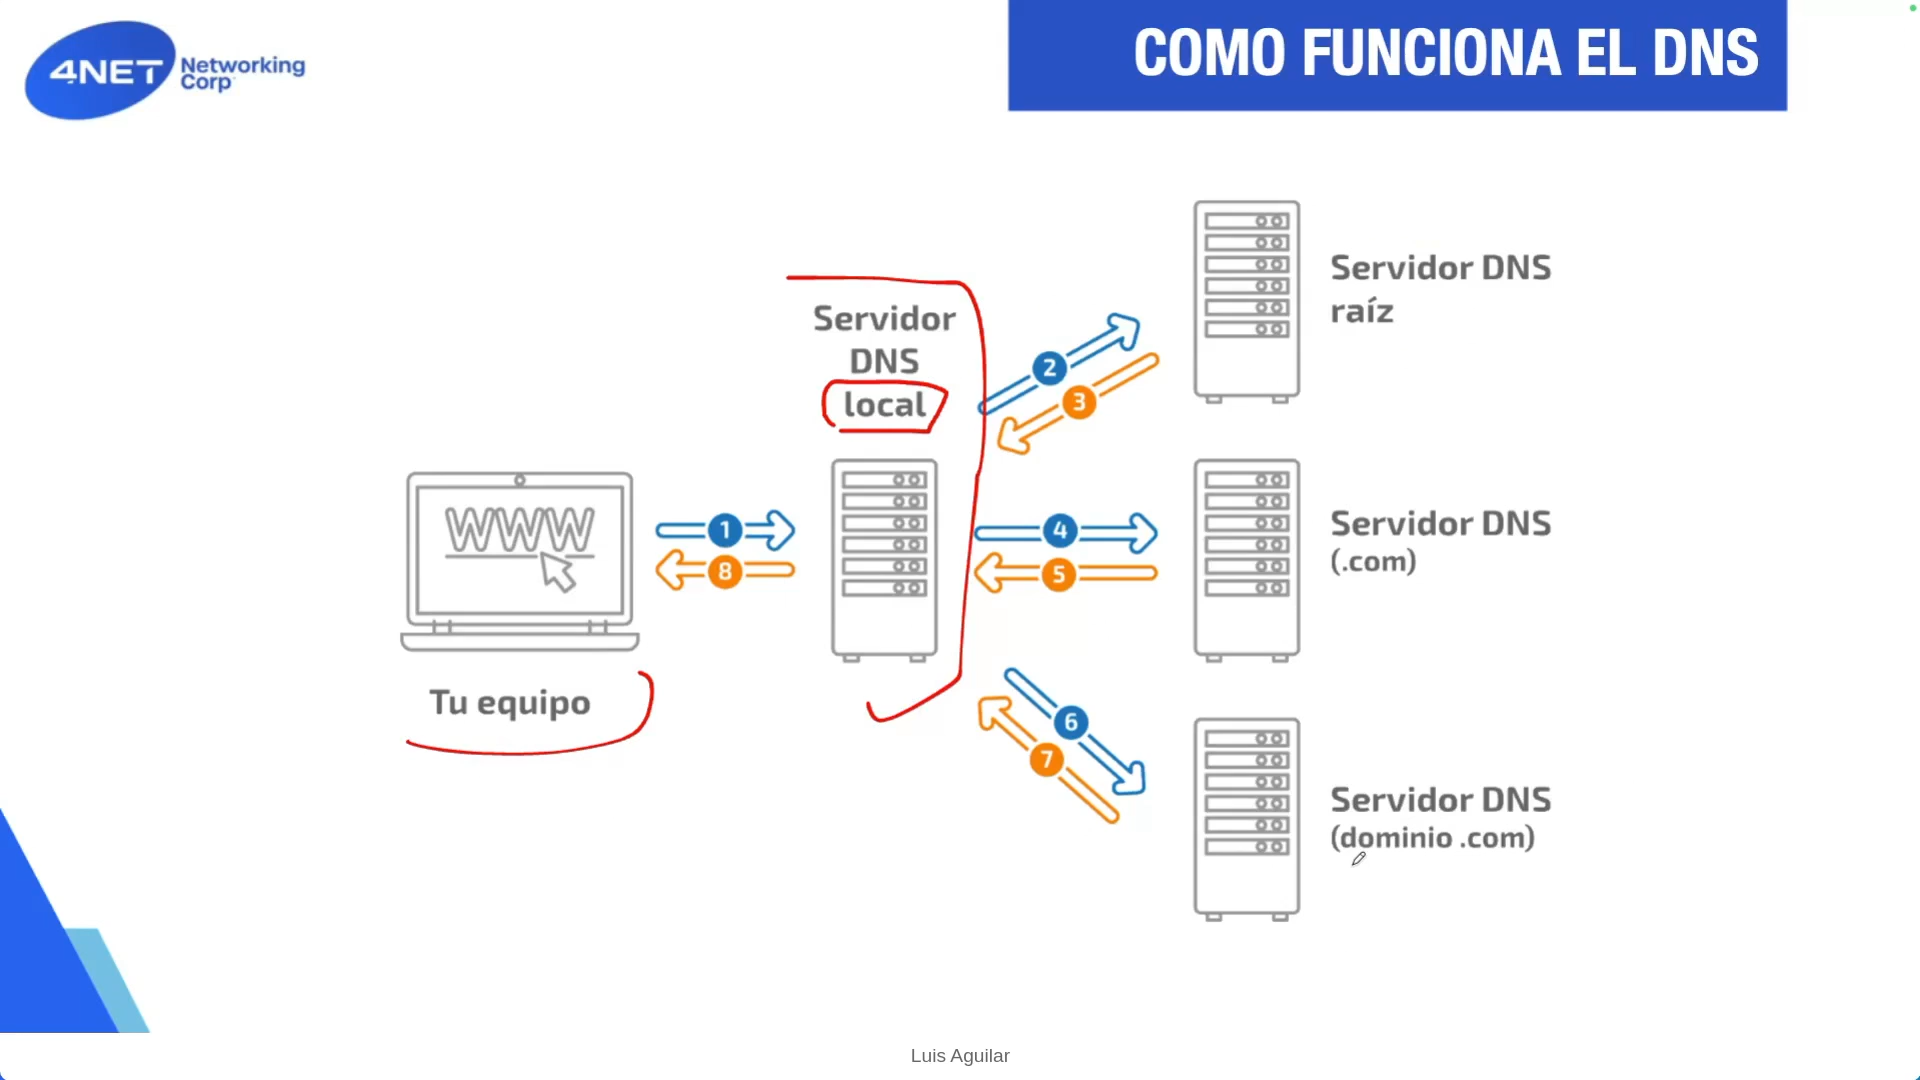 4NET
Networking
Corp
COMO FUNCIONA EL DNS
Servidor DNS
raíz
Servidor
DNS
local
2
3
WWW
1
8
4
5
Servidor DNS
(.com)
Tu equipo
6
7
Servidor DNS
(dominio .com)
Luis Aguilar